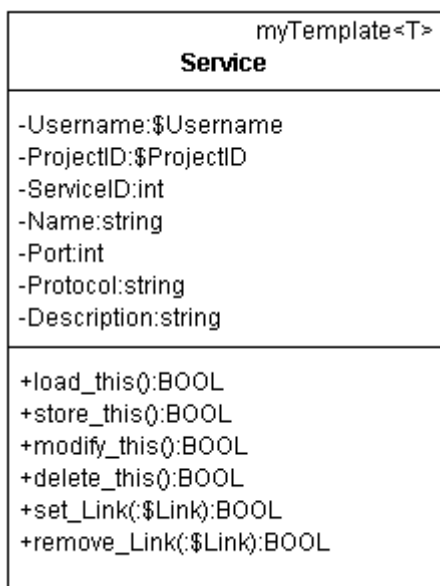 myTemplate<T>
Service
-Username:$Username
-ProjectID:$ProjectID
-ServiceID:int
-Name:string
-Port:int
-Protocol:string
-Description:string
+load_this():BOOL
+store_this():BOOL
+modify_this():BOOL
+delete_this():BOOL
+set_Link(:$Link):BOOL
+remove_Link(:$Link):BOOL